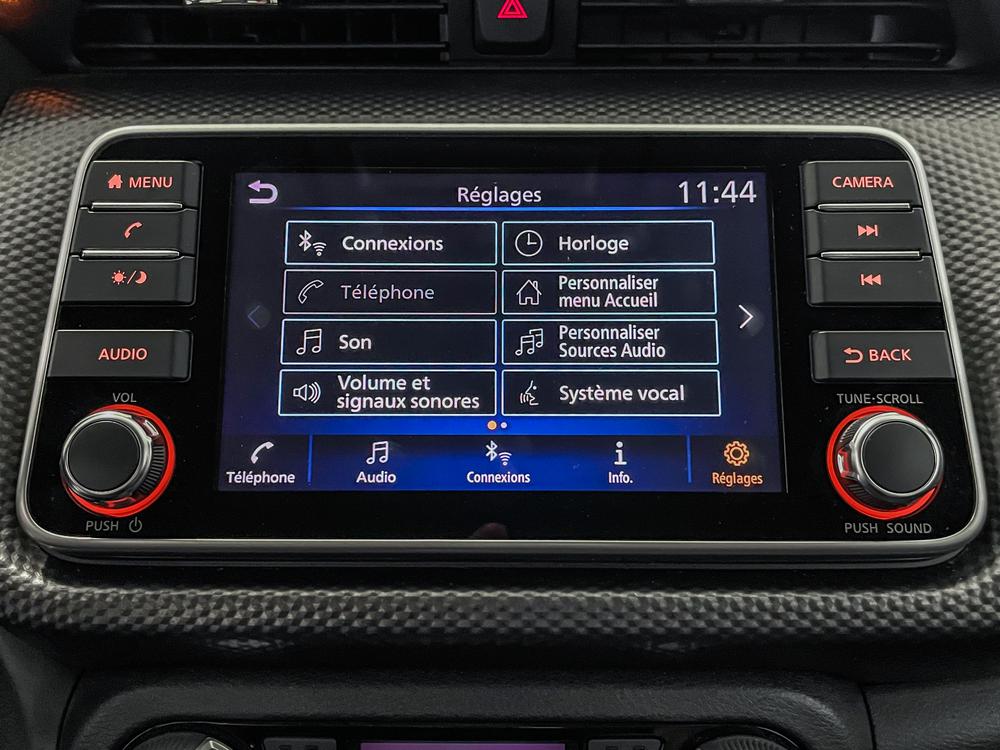 MENU
AUDIO
VOL
PUSH
Réglages
11:44
Connexions
Horloge
Téléphone
Personnaliser
menu Accueil
Son
Personnaliser
Sources Audio
Volume et
signaux sonores
Système vocal
Téléphone
Audio
Connexions
Info.
Réglages
CAMERA
BACK
TUNE·SCROLL
PUSH SOUND